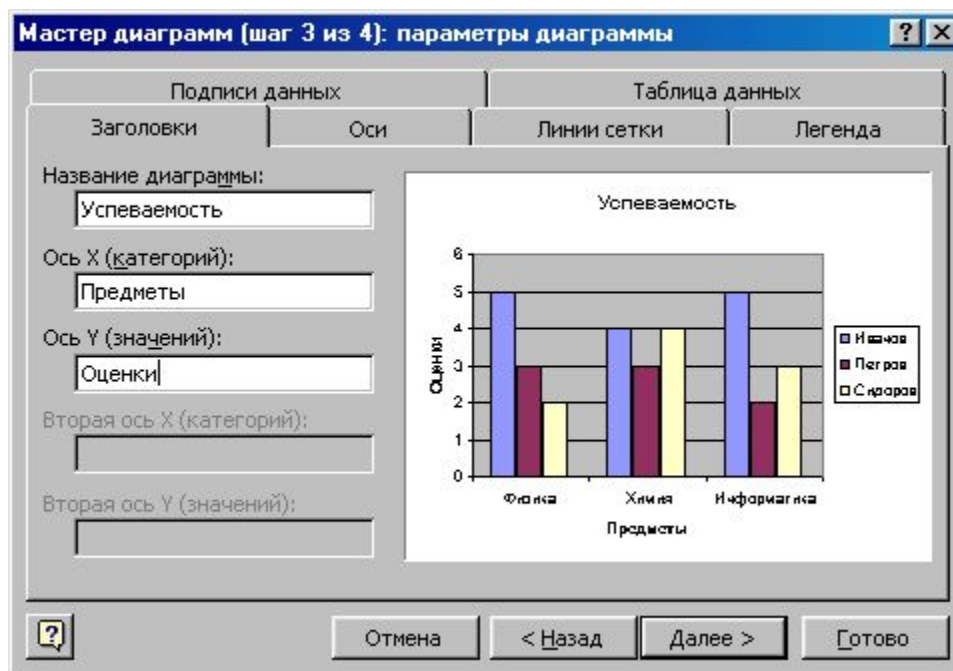 Мастер диаграмм (шаг 3 из 4): параметры диаграммы
Подписи данных
Таблица данных
Заголовки
Оси
Линии сетки
Легенда
Название диаграммы:
Успеваемость
Ось X (категорий):
Предметы
Ось Y (значений):
Оценки
Вторая ось X (категорий):
Вторая ось Y (значений):
Успеваемость
6
5
4
3
2
1
0
Оценки
Физика
Химия
Информатика
Предметы
Иванов
Петров
Сидоров
Отмена
< Назад
Далее >
Готово